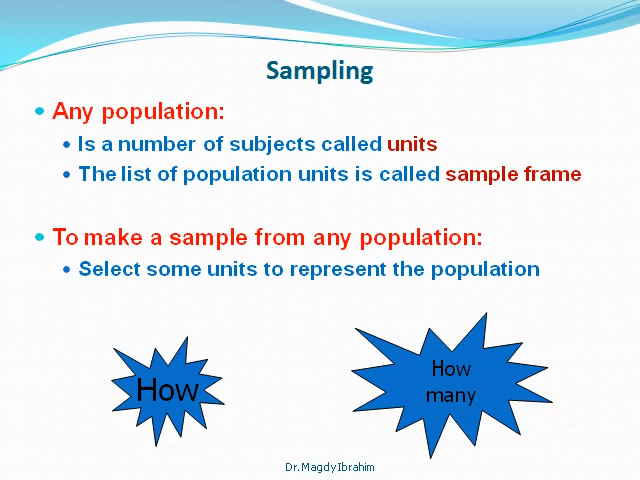 Sampling
Any population:
Is a number of subjects called units
The list of population units is called sample frame
To make a sample from any population:
Select some units to represent the population
How
How
many
Dr.Magdy Ibrahim